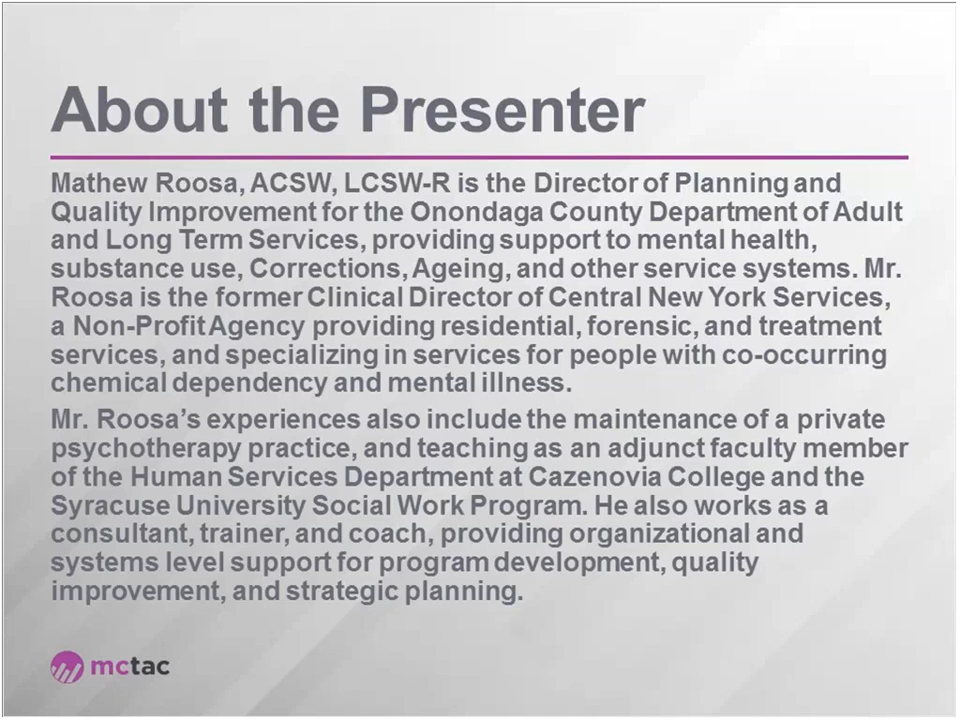 About the Presenter
Mathew Roosa, ACSW, LCSW-R is the Director of Planning and
Quality Improvement for the Onondaga County Department of Adult
and Long Term Services, providing support to mental health,
substance use, Corrections, Ageing, and other service systems. Mr.
Roosa is the former Clinical Director of Central New York Services,
a Non-Profit Agency providing residential, forensic, and treatment
services, and specializing in services for people with co-occurring
chemical dependency and mental illness.
Mr. Roosa’s experiences also include the maintenance of a private
psychotherapy practice, and teaching as an adjunct faculty member
of the Human Services Department at Cazenovia College and the
Syracuse University Social Work Program. He also works as a
consultant, trainer, and coach, providing organizational and
systems level support for program development, quality
improvement, and strategic planning.
mctac